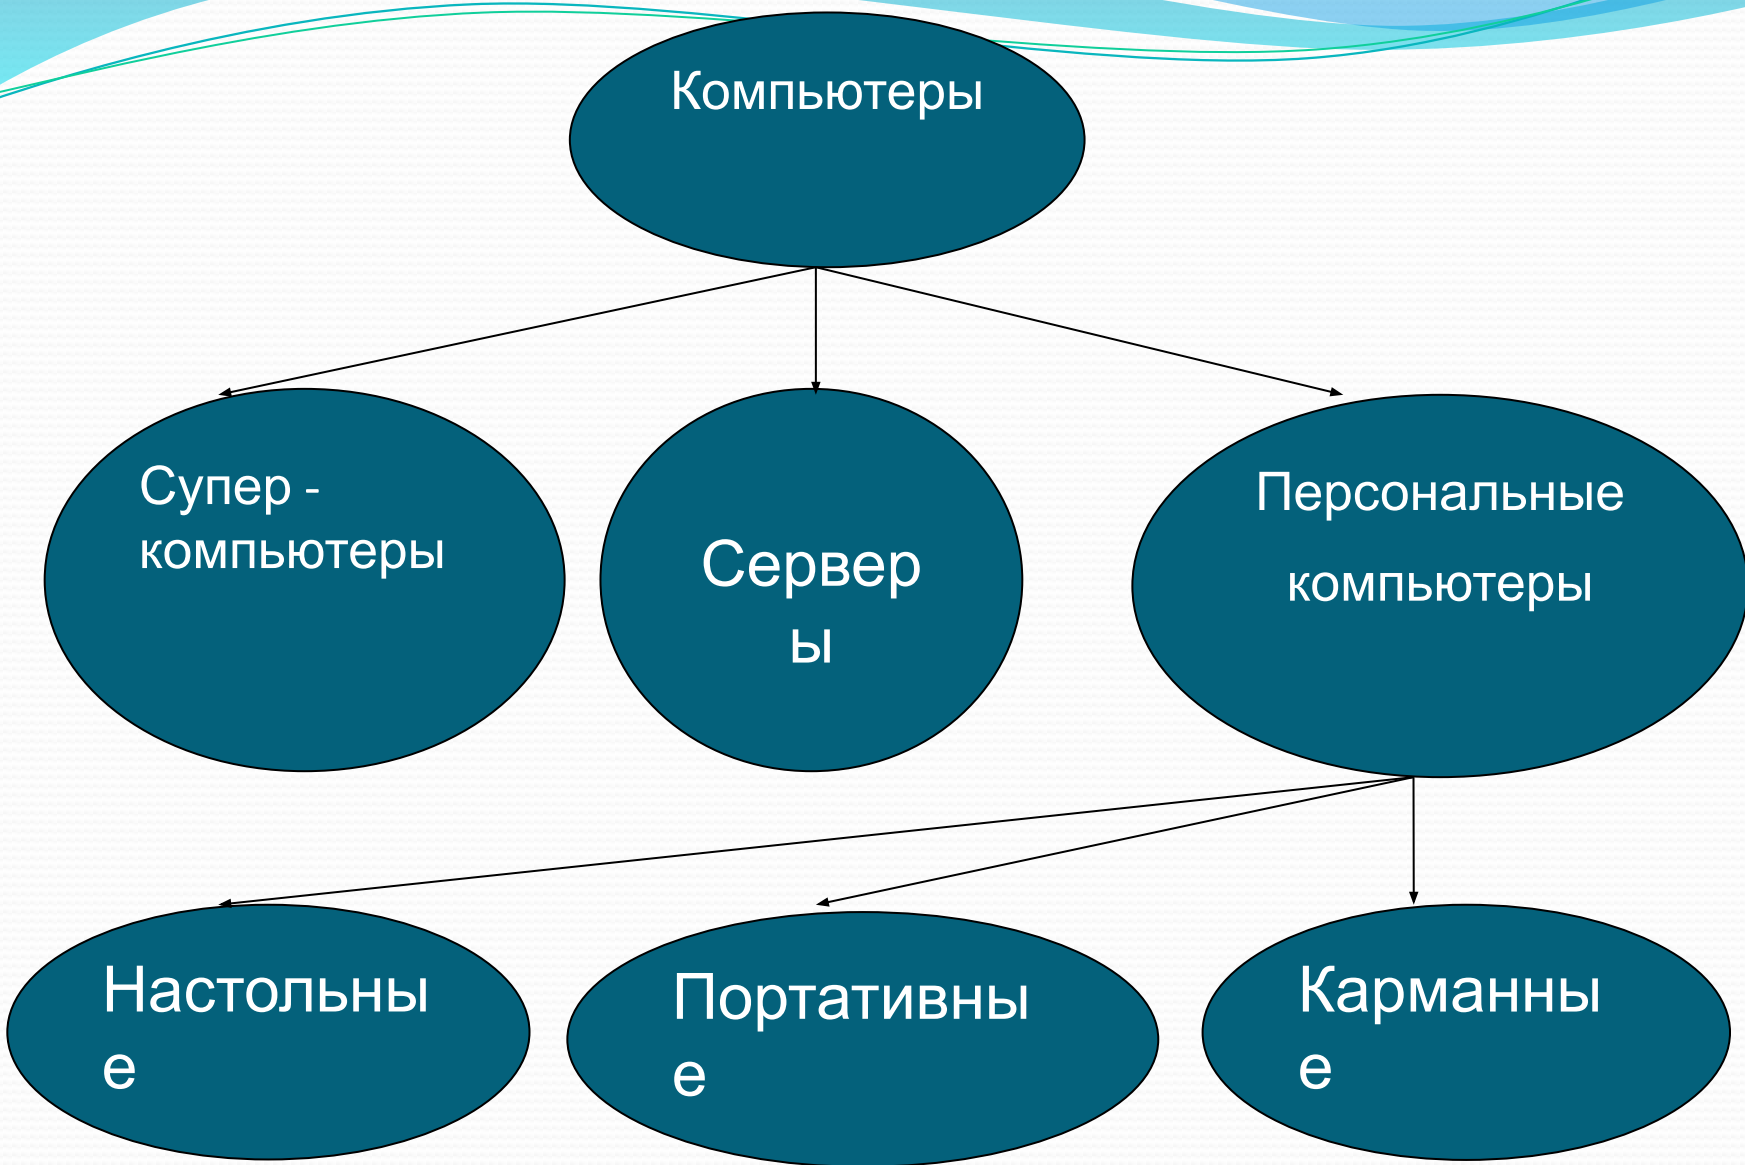 Компьютеры
Супер -
компьютеры
Сервер
ы
Персональные
компьютеры
Настольны
е
Портативны
е
Карманны
е